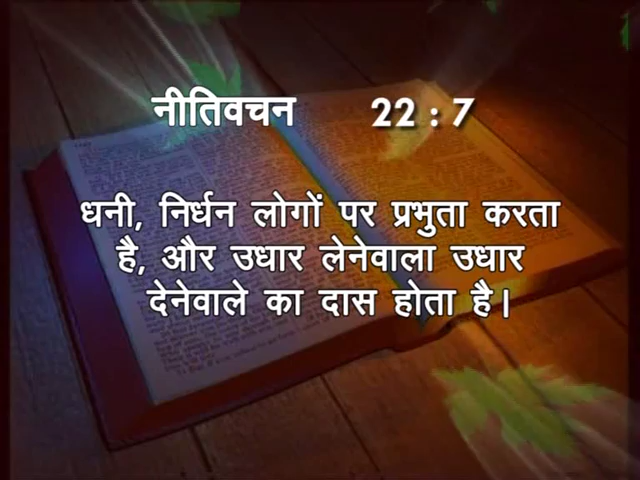 नीतिवचन 22 : 7
धनी, निर्धन लोगों पर प्रभुता करता
है, और उधार लेनेवाला उधार
देनेवाले का दास होता है|